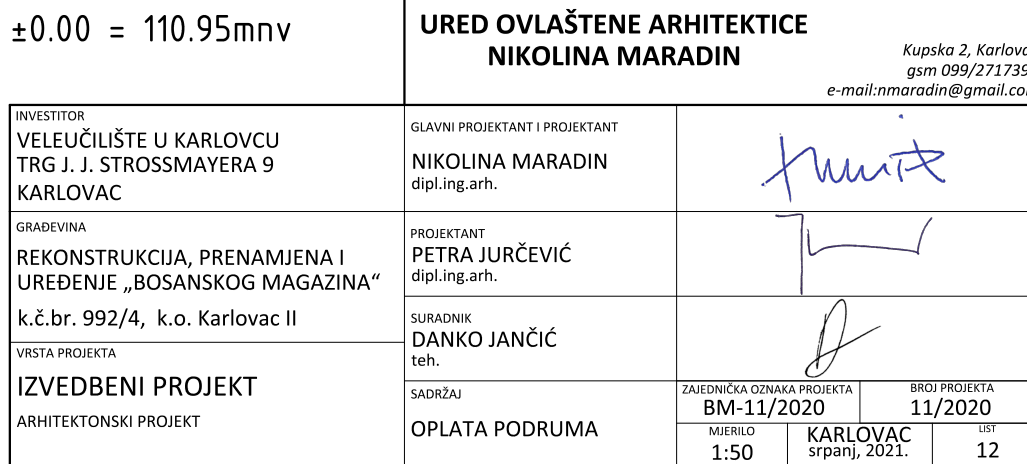 ±0.00 = 110.95mnv
URED OVLAŠTENE ARHITEKTICE
NIKOLINA MARADIN
Kupska 2, Karlova
gsm 099/271739
e-mail:nmaradin@gmail.com
INVESTITOR
VELEUČILIŠTE U KARLOVCU
TRG J. J. STROSSMAYERA 9
KARLOVAC
GLAVNI PROJEKTANT I PROJEKTANT
NIKOLINA MARADIN
dipl.ing.arh.
GRAĐEVINA
REKONSTRUKCIJA, PRENAMJENA I
UREĐENJE „BOSANSKOG MAGAZINA“
k.č.br. 992/4, k.o. Karlovac II
PROJEKTANT
PETRA JURČEVIĆ
dipl.ing.arh.
SURADNIK
DANKO JANČIĆ
teh.
VRSTA PROJEKTA
IZVEDBENI PROJEKT
ARHITEKTONSKI PROJEKT
SADRŽAJ
OPLATA PODRUMA
ZAJEDNIČKA OZNAKA PROJEKTA
BM-11/2020
BROJ PROJEKTA
11/2020
MJERILO
1:50
KARLOVAC
srpanj, 2021.
LIST
12